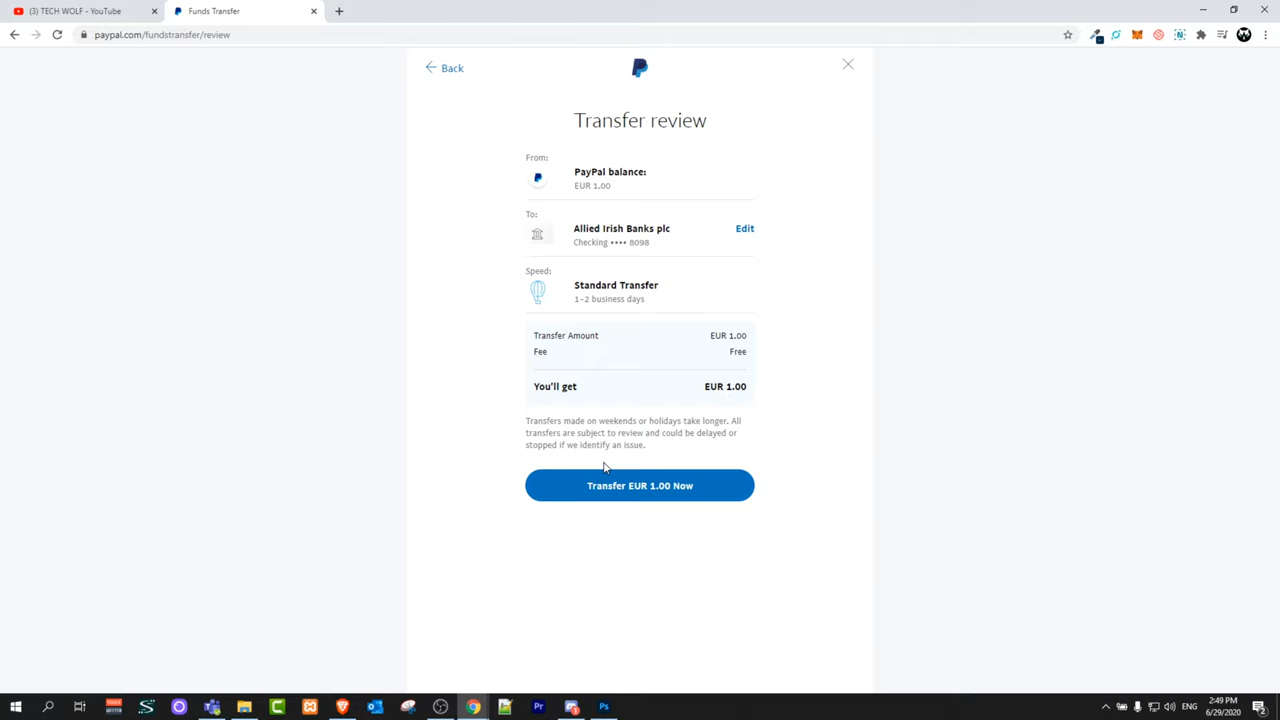 (3) TECH WOLF - YouTube
Funds Transfer
paypal.com/fundstransfer/review
Back
Transfer review
From:
PayPal balance:
EUR 1.00
To:
Allied Irish Banks plc
Edit
Checking •••• 8098
Speed:
Standard Transfer
1-2 business days
Transfer Amount EUR 1.00
Fee Free
You'll get EUR 1.00
Transfers made on weekends or holidays take longer. All
transfers are subject to review and could be delayed or
stopped if we identify an issue.
Transfer EUR 1.00 Now
ENG
2:49 PM
6/29/2020